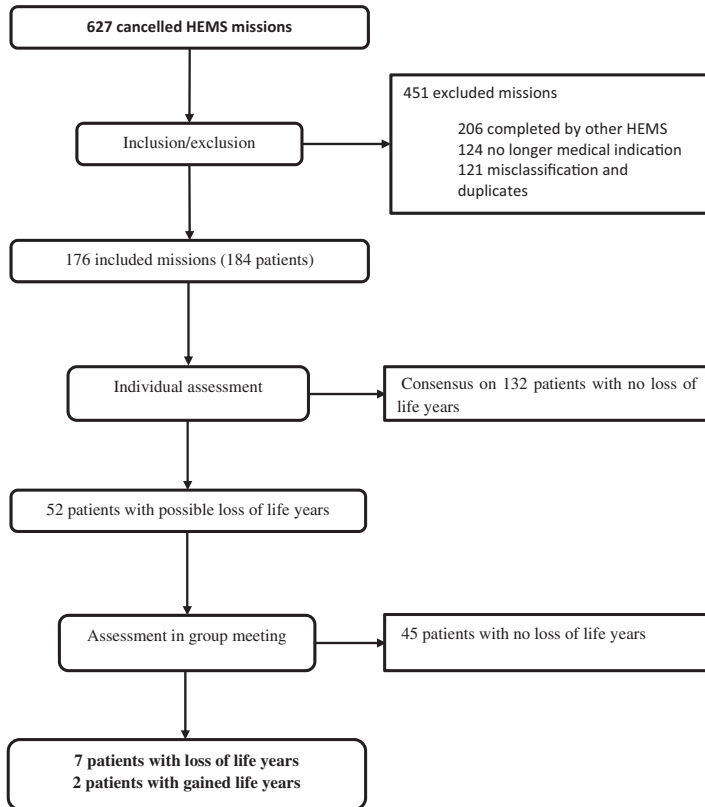 627 cancelled HEMS missions
451 excluded missions
206 completed by other HEMS
124 no longer medical indication
121 misclassification and
duplicates
Inclusion/exclusion
176 included missions (184 patients)
Individual assessment
Consensus on 132 patients with no loss of
life years
52 patients with possible loss of life years
Assessment in group meeting
45 patients with no loss of life years
7 patients with loss of life years
2 patients with gained life years